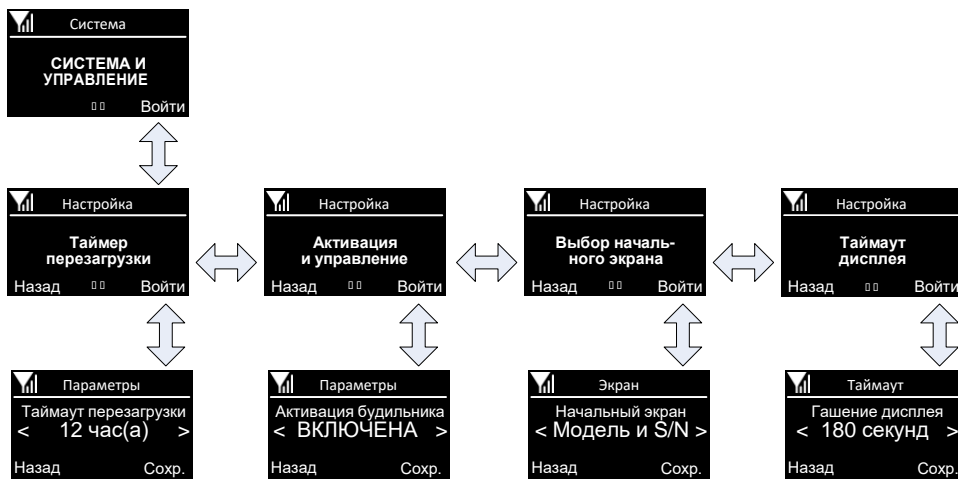 Система
СИСТЕМА И
УПРАВЛЕНИЕ
Войти
Настройка
Таймер
перезагрузки
Назад Войти
Настройка
Активация
и управление
Назад Войти
Настройка
Выбор началь-
ного экрана
Назад Войти
Настройка
Таймаут
дисплея
Назад Войти
Параметры
Таймаут перезагрузки
< 12 час(а) >
Назад Сохр.
Параметры
Активация будильника
< ВКЛЮЧЕНА >
Назад Сохр.
Экран
Начальный экран
< Модель и S/N >
Назад Сохр.
Таймаут
Гашение дисплея
< 180 секунд >
Назад Сохр.